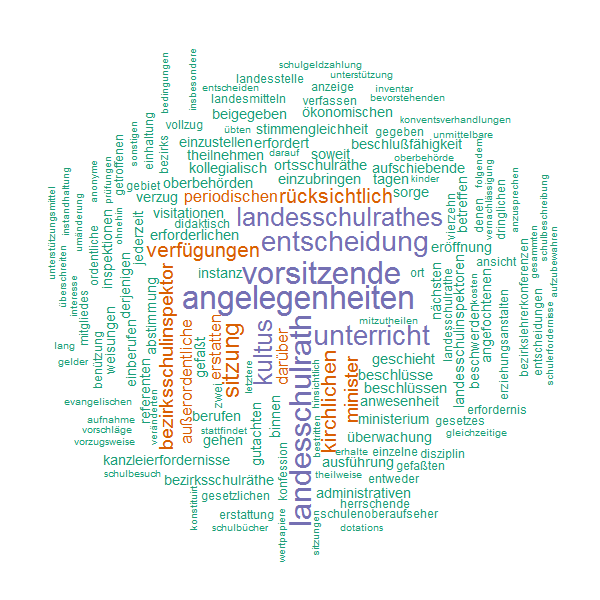 schulgeldzahlung
unterstützung
landesstelle
bedingungen
insbesondere
entscheiden
anzeige
inventar
landesmitteln
verfassen
bevorstehenden
beigegeben
ökonomischen
konventsverhandlungen
vollzug
übten
stimmengleichheit
gegeben
unmittelbare
sonstigen
einhaltung
bezirks
einzustellen
erfordert
beschlußfähigkeit
theilnehmen
darauf
soweit
oberbehörde
kollegialisch
ortsschulräthe
aufschiebende
folgendem
anonyme
prüfungen
getroffenen
gebiet
oberbehörden
einzubringen
tagen
kinder
vernachlässigung
verzug
periodischen
rücksichtlich
sorge
betreffen
denen
dringlichen
anzusprechen
unterstützungsmittel
instandhaltung
umänderung
ohnehin
visitationen
landesschulrathes
vierzehn
schulbeschreibung
didaktisch
inspektionen
jederzeit
erforderlichen
entscheidung
eröffnung
gesammten
aufzubewahren
ordentliche
verfügungen
ansicht
überschreiten
interesse
derjenigen
instanz
vorsitzende
ort
nächsten
landesschulrathe
landesschulinspektoren
bezirkslehrerkonferenzen
mitgliedes
angelegenheiten
kosten
angefochtenen
beschwerden
entscheidungen
schulerfordernisse
weisungen
einberufen
abstimmung
bezirksschulinspektor
mitzutheilen
erziehungsanstalten
lang
benützung
gefaßt
außerordentliche
erstatten
sitzung
kultus
unterricht
gelder
darüber
geschieht
landesschulrath
kirchlichen
minister
beschlüsse
letztere
hinsichtlich
beschlüssen
evangelischen
referenten
zwei
anwesenheit
erfordernis
aufnahme
veränderten
berufen
binnen
ministerium
gesetzes
vorschläge
stattfindet
gleichzeitige
vorzugsweise
gehen
gutachten
bestritten
überwachung
kanzleierfordernisse
erhalte
einzelne
disziplin
ausführung
gefaßten
schulbesuch
bezirksschulräthe
konfession
theilweise
entweder
konstituirt
gesetzlichen
administrativen
herrschende
erstattung
schulenoberaufseher
schulbücher
wertpapiere
sitzungen
dotations